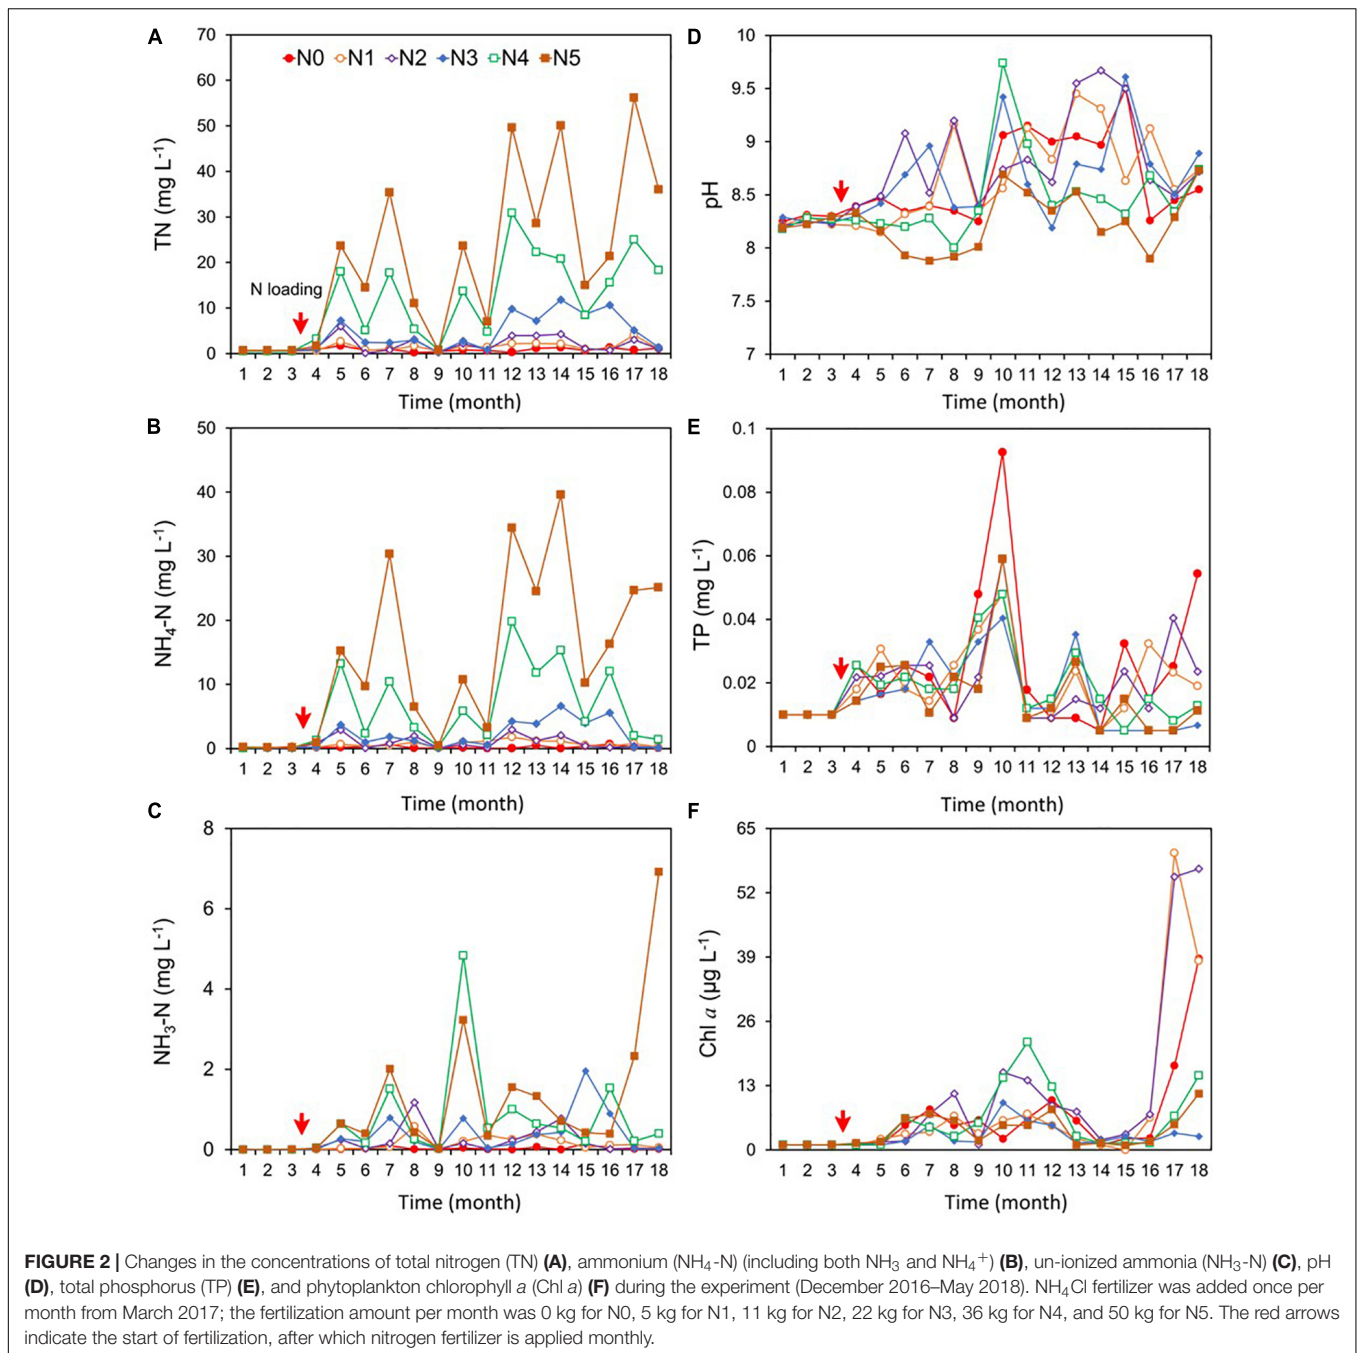 A
TN (mg L-1)
70
60
50
40
30
20
10
0
N0 N1 N2 N3 N4 N5
N loading
1 2 3 4 5 6 7 8 9 10 11 12 13 14 15 16 17 18
Time (month)
D
pH
10
9.5
9
8.5
8
7.5
7
1 2 3 4 5 6 7 8 9 10 11 12 13 14 15 16 17 18
Time (month)
B
NH4-N (mg L-1)
50
40
30
20
10
0
1 2 3 4 5 6 7 8 9 10 11 12 13 14 15 16 17 18
Time (month)
E
TP (mg L-1)
0.1
0.08
0.06
0.04
0.02
0
1 2 3 4 5 6 7 8 9 10 11 12 13 14 15 16 17 18
Time (month)
C
NH3-N (mg L-1)
8
6
4
2
0
1 2 3 4 5 6 7 8 9 10 11 12 13 14 15 16 17 18
Time (month)
F
Chl a (µg L-1)
65
52
39
26
13
0
1 2 3 4 5 6 7 8 9 10 11 12 13 14 15 16 17 18
Time (month)
FIGURE 2 | Changes in the concentrations of total nitrogen (TN) (A), ammonium (NH4-N) (including both NH3 and NH4+) (B), un-ionized ammonia (NH3-N) (C), pH
(D), total phosphorus (TP) (E), and phytoplankton chlorophyll a (Chl a) (F) during the experiment (December 2016–May 2018). NH4Cl fertilizer was added once per
month from March 2017; the fertilization amount per month was 0 kg for N0, 5 kg for N1, 11 kg for N2, 22 kg for N3, 36 kg for N4, and 50 kg for N5. The red arrows
indicate the start of fertilization, after which nitrogen fertilizer is applied monthly.